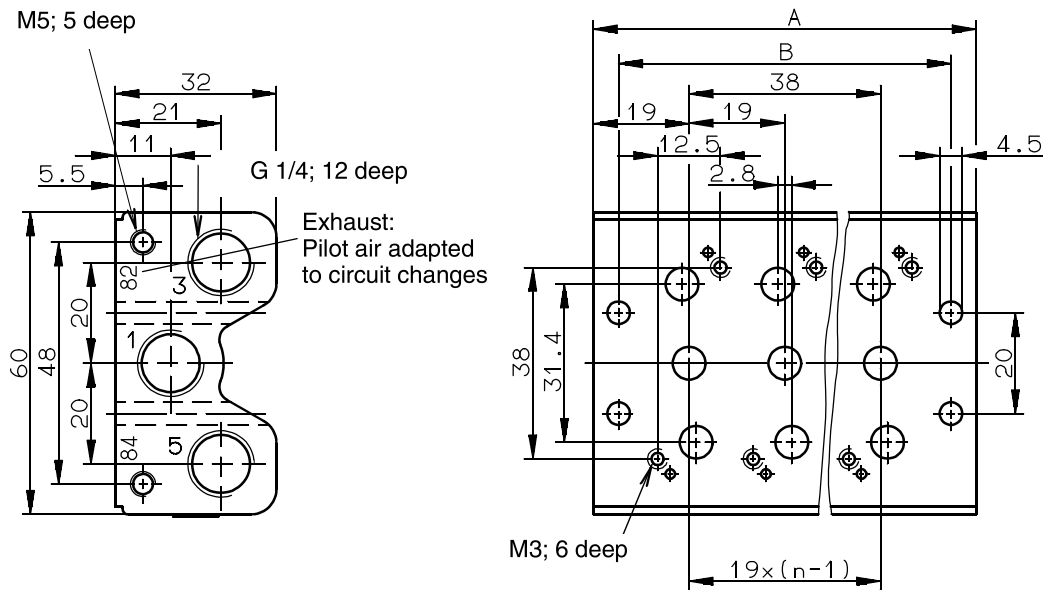 M5; 5 deep
32
21
11
5.5
G 1/4; 12 deep
Exhaust:
Pilot air adapted
to circuit changes
82
3
1
5
84
60
48
20
20
A
B
38
19
19
12.5
4.5
2.8
38
31.4
20
M3; 6 deep
19x(n-1)